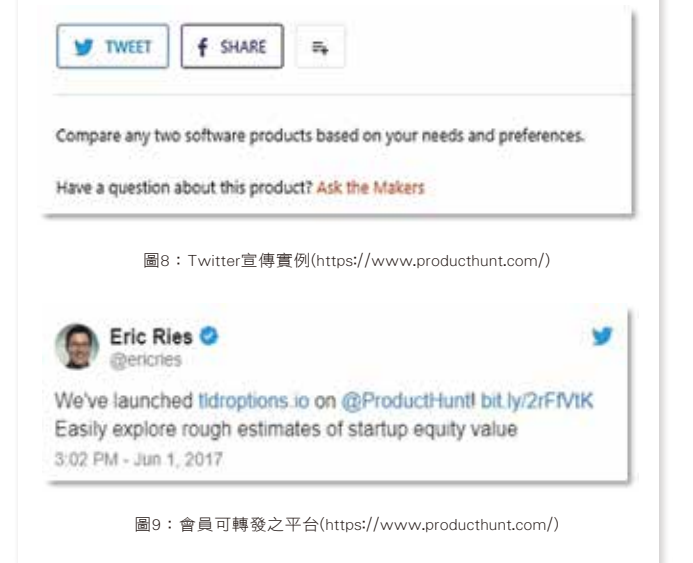 TWEET
SHARE
Compare any two software products based on your needs and preferences.
Have a question about this product? Ask the Makers
圖8：Twitter宣傳實例(https://www.producthunt.com/)
Eric Ries
@ericries
We've launched tldroptions.io on @ProductHunt! bit.ly/2rFfVtK
Easily explore rough estimates of startup equity value
3:02 PM - Jun 1, 2017
圖9：會員可轉發之平台(https://www.producthunt.com/)